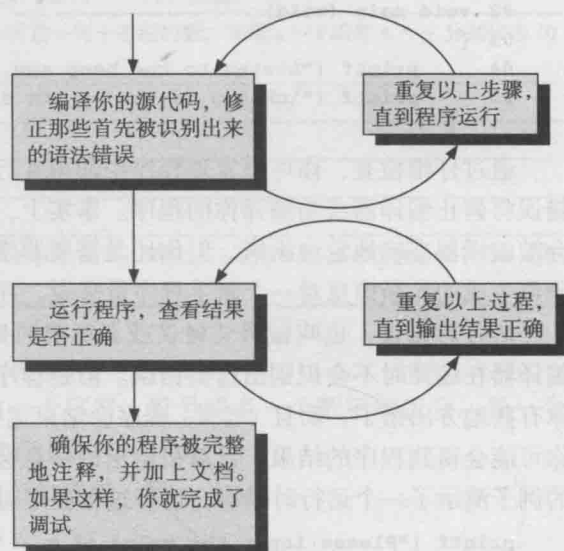 编译你的源代码，修
正那些首先被识别出来
的语法错误
重复以上步骤，
直到程序运行
运行程序，查看结果
是否正确
重复以上过程，
直到输出结果正确
确保你的程序被完整
地注释，并加上文档。
如果这样，你就完成了
调试